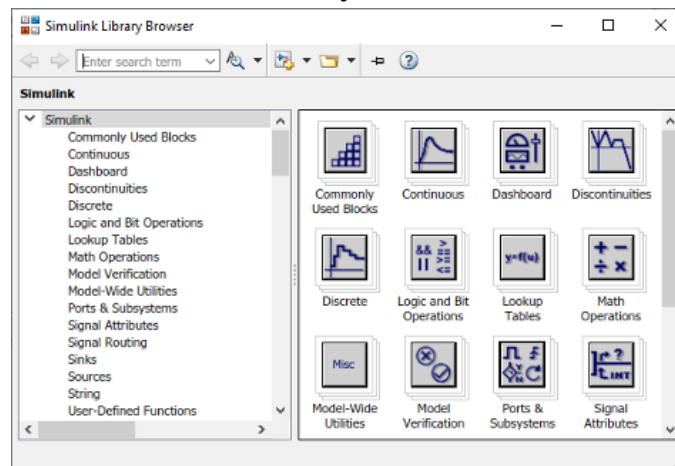 Simulink Library Browser
Enter search term
Simulink
Simulink
Commonly Used Blocks
Continuous
Dashboard
Discontinuities
Discrete
Logic and Bit Operations
Lookup Tables
Math Operations
Model Verification
Model-Wide Utilities
Ports & Subsystems
Signal Attributes
Signal Routing
Sinks
Sources
String
User-Defined Functions
Commonly
Used Blocks
Continuous
Dashboard
Discontinuities
&& >=
|| <=
y=f(u)
Discrete
Logic and Bit
Operations
Lookup
Tables
Math
Operations
Misc
?
INT
Model-Wide
Utilities
Model
Verification
Ports &
Subsystems
Signal
Attributes